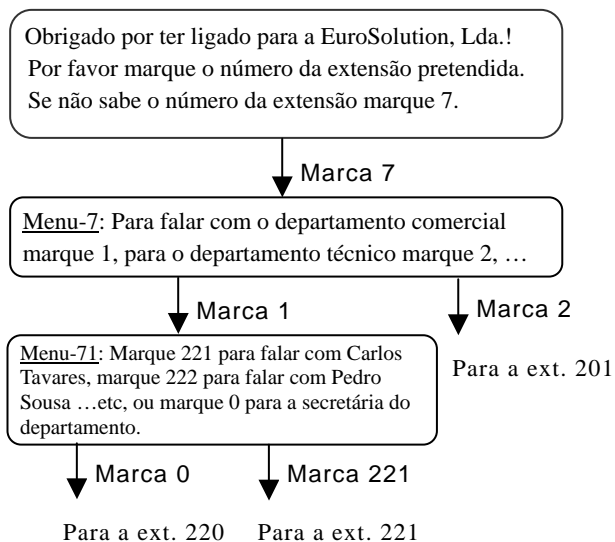 Obrigado por ter ligado para a EuroSolution, Lda.!
Por favor marque o número da extensão pretendida.
Se não sabe o número da extensão marque 7.
Marca 7
Menu-7: Para falar com o departamento comercial
marque 1, para o departamento técnico marque 2, …
Marca 1
Marca 2
Menu-71: Marque 221 para falar com Carlos
Tavares, marque 222 para falar com Pedro
Sousa …etc, ou marque 0 para a secretária do
departamento.
Para a ext. 201
Marca 0
Marca 221
Para a ext. 220
Para a ext. 221